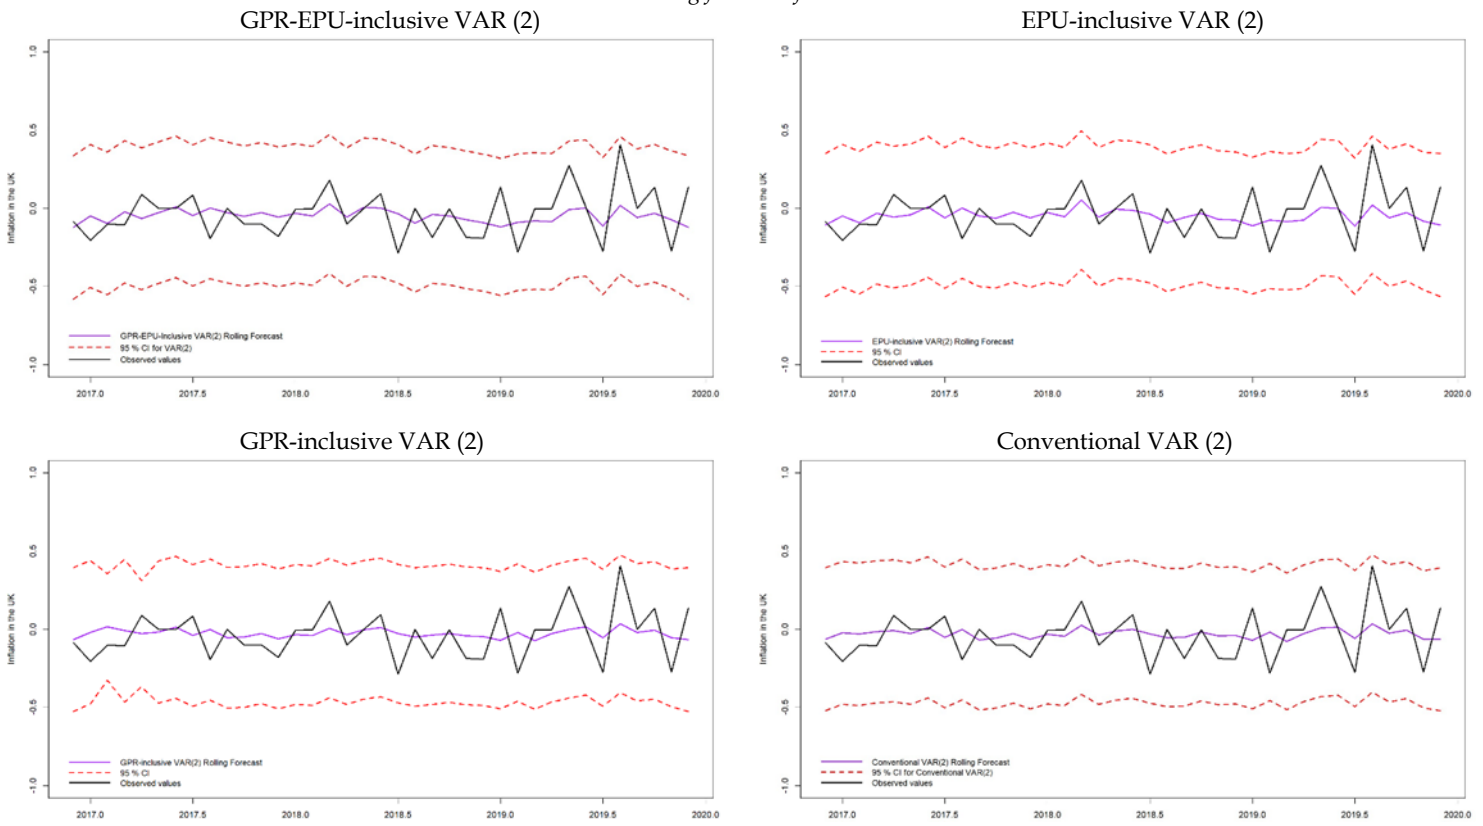 GPR-EPU-inclusive VAR (2)
1.0
0.5
0.0
-0.5
-1.0
Inflation in the UK
GPR-EPU-Inclusive VAR(2) Rolling Forecast
95 % CI for VAR(2)
Observed values
2017.0 2017.5 2018.0 2018.5 2019.0 2019.5 2020.0
EPU-inclusive VAR (2)
1.0
0.5
0.0
-0.5
-1.0
Inflation in the UK
EPU-inclusive VAR(2) Rolling Forecast
95 % CI
Observed values
2017.0 2017.5 2018.0 2018.5 2019.0 2019.5 2020.0
GPR-inclusive VAR (2)
1.0
0.5
0.0
-0.5
-1.0
Inflation in the UK
GPR-inclusive VAR(2) Rolling Forecast
95 % CI
Observed values
2017.0 2017.5 2018.0 2018.5 2019.0 2019.5 2020.0
Conventional VAR (2)
1.0
0.5
0.0
-0.5
-1.0
Inflation in the UK
Conventional VAR(2) Rolling Forecast
95 % CI for Conventional VAR(2)
Observed values
2017.0 2017.5 2018.0 2018.5 2019.0 2019.5 2020.0